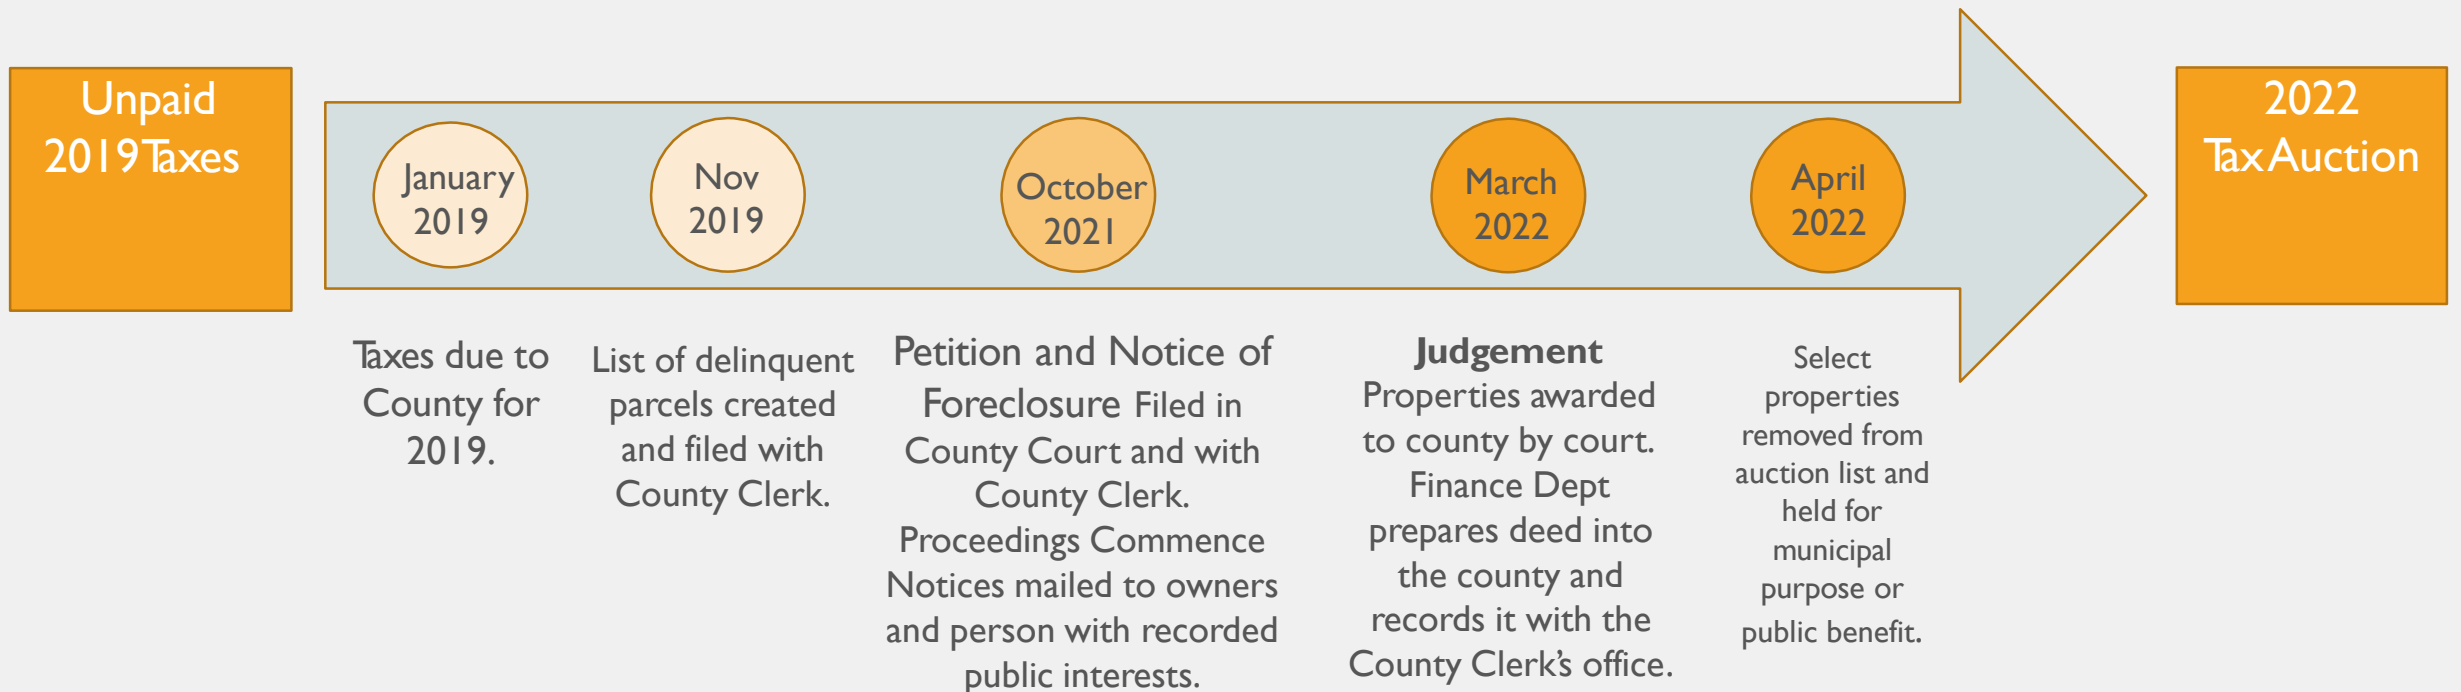 Unpaid
2019 Taxes
January
2019
Nov
2019
October
2021
March
2022
April
2022
2022
Tax Auction
Taxes due to
County for
2019.
List of delinquent
parcels created
and filed with
County Clerk.
Petition and Notice of
Foreclosure Filed in
County Court and with
County Clerk.
Proceedings Commence
Notices mailed to owners
and person with recorded
public interests.
Judgement
Properties awarded
to county by court.
Finance Dept
prepares deed into
the county and
records it with the
County Clerk's office.
Select
properties
removed from
auction list and
held for
municipal
purpose or
public benefit.